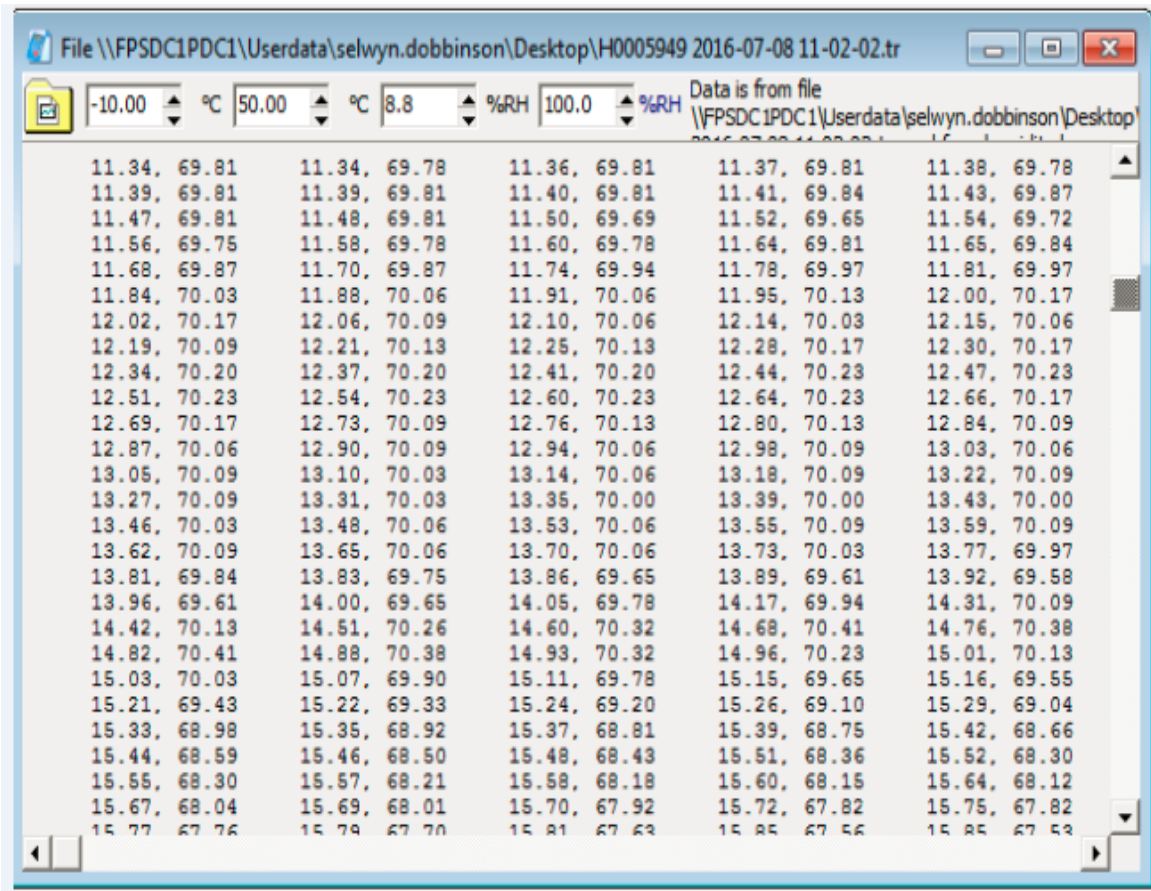 File \\FPSDC1PDC1\Userdata\selwyn.dobbinson\Desktop\H0005949 2016-07-08 11-02-02.tr
-10.00 ºC 50.00 ºC 8.8 %RH 100.0 %RH
Data is from file
\\FPSDC1PDC1\Userdata\selwyn.dobbinson\Desktop\
11.34, 69.81 11.34, 69.78 11.36, 69.81 11.37, 69.81 11.38, 69.78
11.39, 69.81 11.39, 69.81 11.40, 69.81 11.41, 69.84 11.43, 69.87
11.47, 69.81 11.48, 69.81 11.50, 69.69 11.52, 69.65 11.54, 69.72
11.56, 69.75 11.58, 69.78 11.60, 69.78 11.64, 69.81 11.65, 69.84
11.68, 69.87 11.70, 69.87 11.74, 69.94 11.78, 69.97 11.81, 69.97
11.84, 70.03 11.88, 70.06 11.91, 70.06 11.95, 70.13 12.00, 70.17
12.02, 70.17 12.06, 70.09 12.10, 70.06 12.14, 70.03 12.15, 70.06
12.19, 70.09 12.21, 70.13 12.25, 70.13 12.28, 70.17 12.30, 70.17
12.34, 70.20 12.37, 70.20 12.41, 70.20 12.44, 70.23 12.47, 70.23
12.51, 70.23 12.54, 70.23 12.60, 70.23 12.64, 70.23 12.66, 70.17
12.69, 70.17 12.73, 70.09 12.76, 70.13 12.80, 70.13 12.84, 70.09
12.87, 70.06 12.90, 70.09 12.94, 70.06 12.98, 70.09 13.03, 70.06
13.05, 70.09 13.10, 70.03 13.14, 70.06 13.18, 70.09 13.22, 70.09
13.27, 70.09 13.31, 70.03 13.35, 70.00 13.39, 70.00 13.43, 70.00
13.46, 70.03 13.48, 70.06 13.53, 70.06 13.55, 70.09 13.59, 70.09
13.62, 70.09 13.65, 70.06 13.70, 70.06 13.73, 70.03 13.77, 69.97
13.81, 69.84 13.83, 69.75 13.86, 69.65 13.89, 69.61 13.92, 69.58
13.96, 69.61 14.00, 69.65 14.05, 69.78 14.17, 69.94 14.31, 70.09
14.42, 70.13 14.51, 70.26 14.60, 70.32 14.68, 70.41 14.76, 70.38
14.82, 70.41 14.88, 70.38 14.93, 70.32 14.96, 70.23 15.01, 70.13
15.03, 70.03 15.07, 69.90 15.11, 69.78 15.15, 69.65 15.16, 69.55
15.21, 69.43 15.22, 69.33 15.24, 69.20 15.26, 69.10 15.29, 69.04
15.33, 68.98 15.35, 68.92 15.37, 68.81 15.39, 68.75 15.42, 68.66
15.44, 68.59 15.46, 68.50 15.48, 68.43 15.51, 68.36 15.52, 68.30
15.55, 68.30 15.57, 68.21 15.58, 68.18 15.60, 68.15 15.64, 68.12
15.67, 68.04 15.69, 68.01 15.70, 67.92 15.72, 67.82 15.75, 67.82
15.77, 67.76 15.79, 67.70 15.81, 67.63 15.85, 67.56 15.85, 67.53